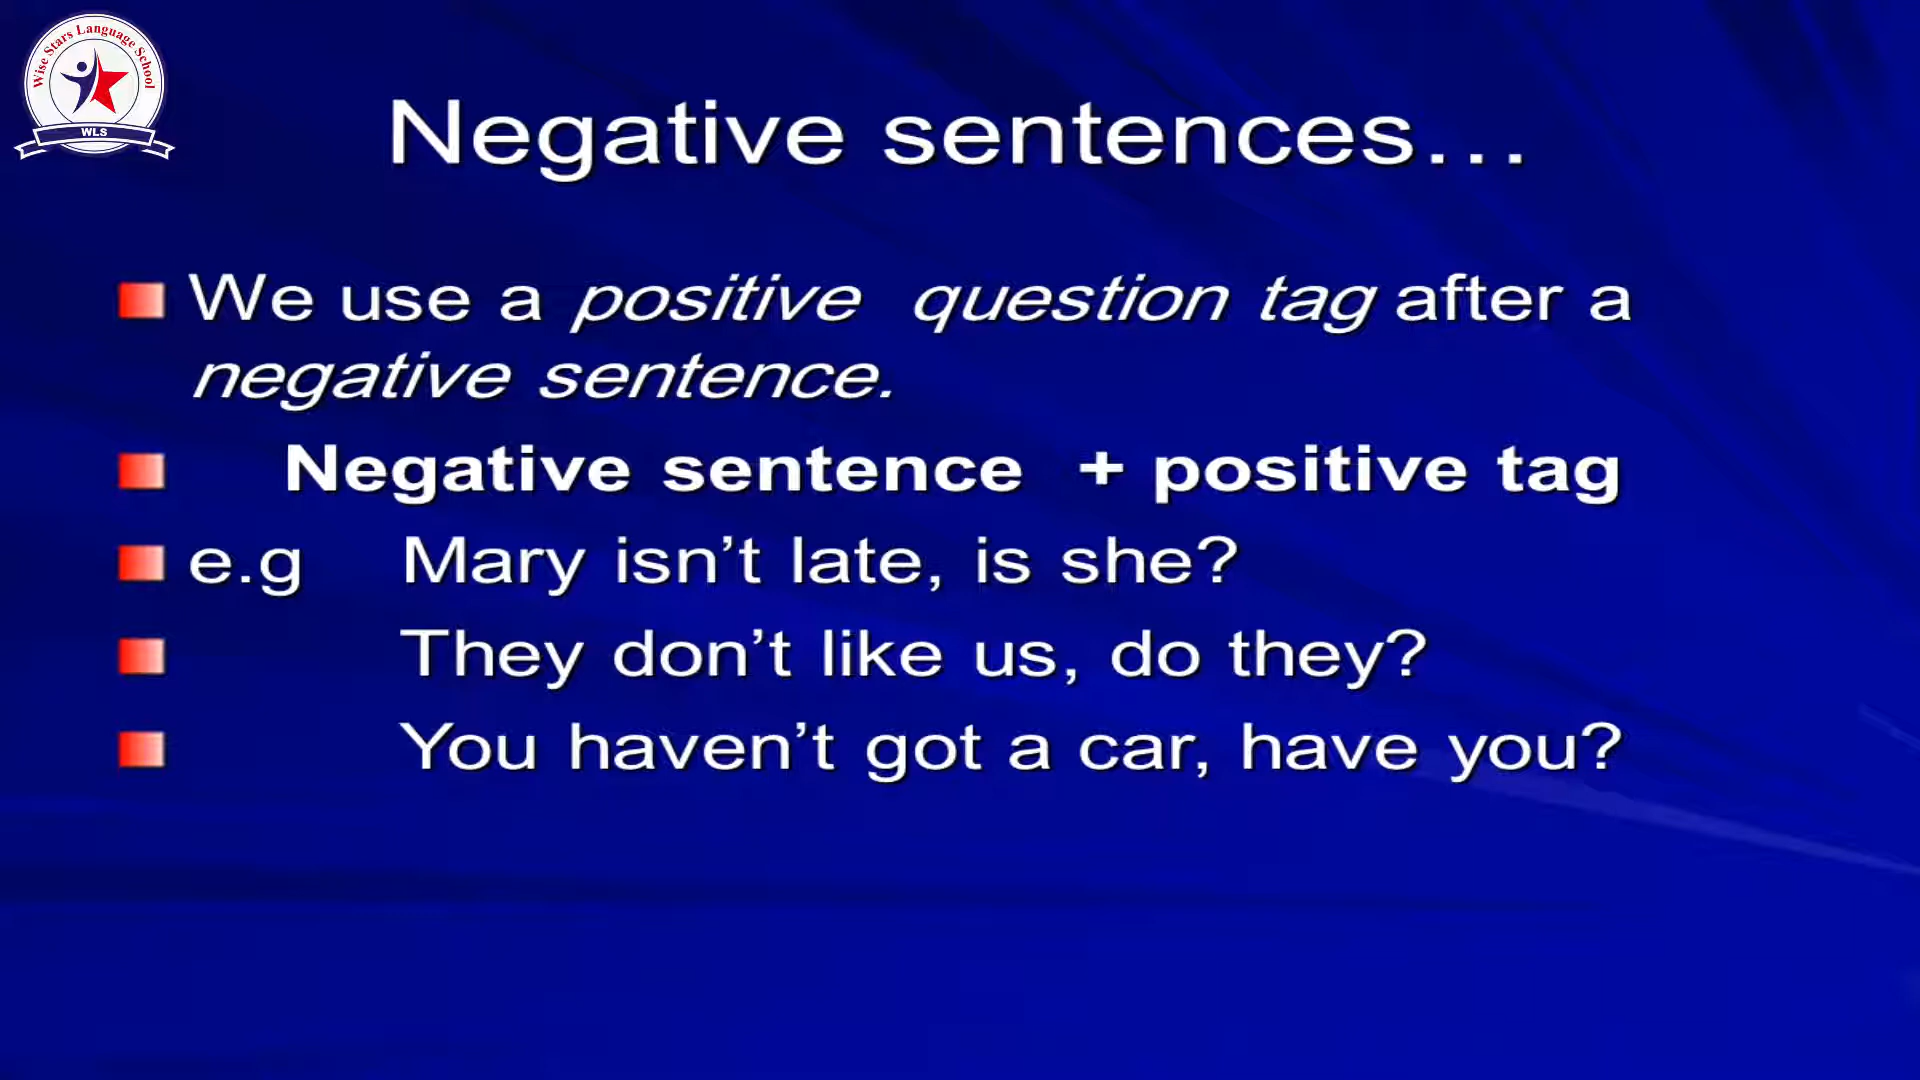 Wise Stars Language School
WLS
Negative sentences…
We use a positive question tag after a
negative sentence.
Negative sentence + positive tag
e.g Mary isn’t late, is she?
They don’t like us, do they?
You haven’t got a car, have you?